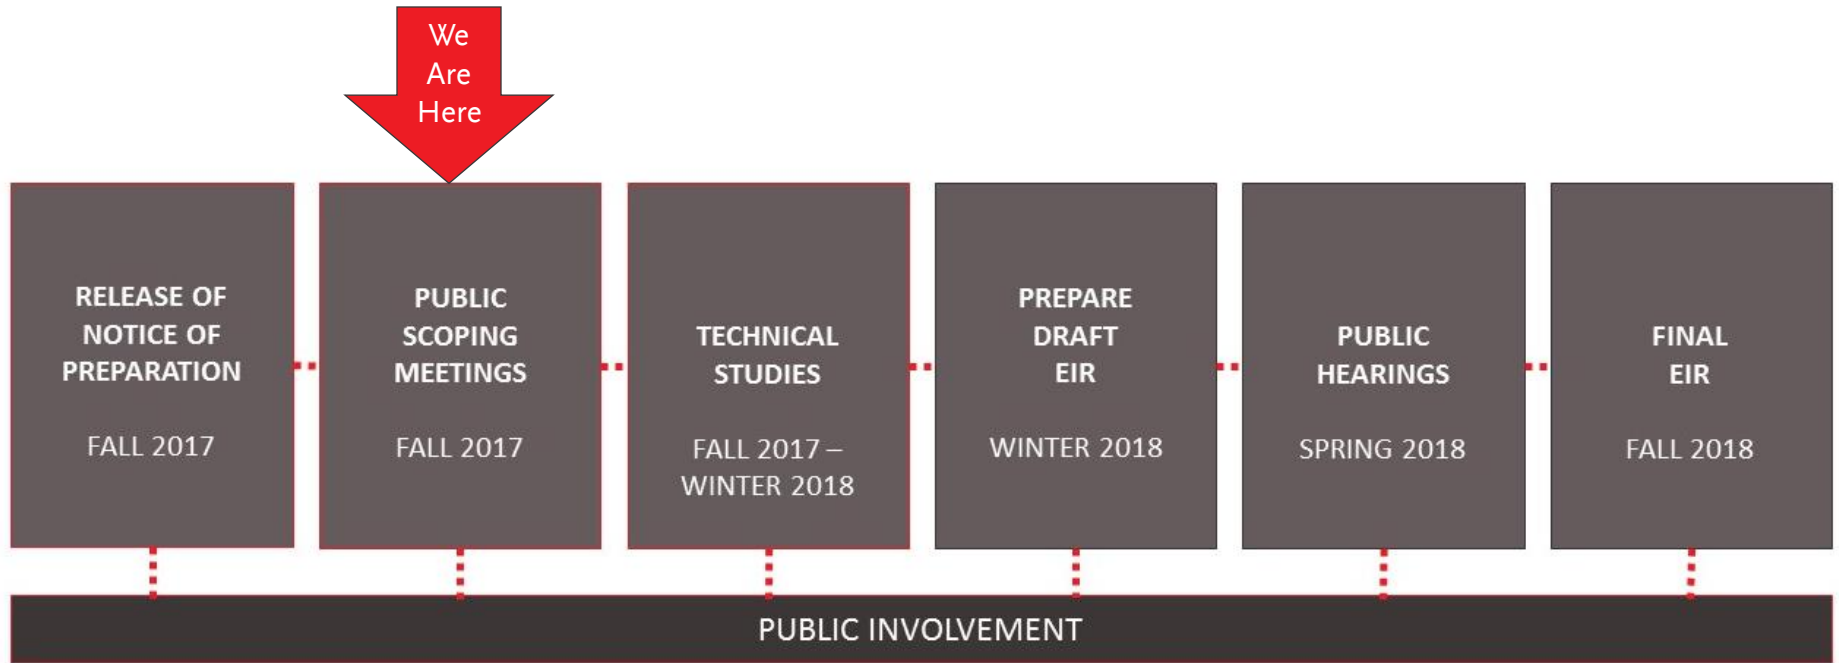 We
Are
Here
RELEASE OF
NOTICE OF
PREPARATION
FALL 2017
PUBLIC
SCOPING
MEETINGS
FALL 2017
TECHNICAL
STUDIES
FALL 2017 –
WINTER 2018
PREPARE
DRAFT
EIR
WINTER 2018
PUBLIC
HEARINGS
SPRING 2018
FINAL
EIR
FALL 2018
PUBLIC INVOLVEMENT